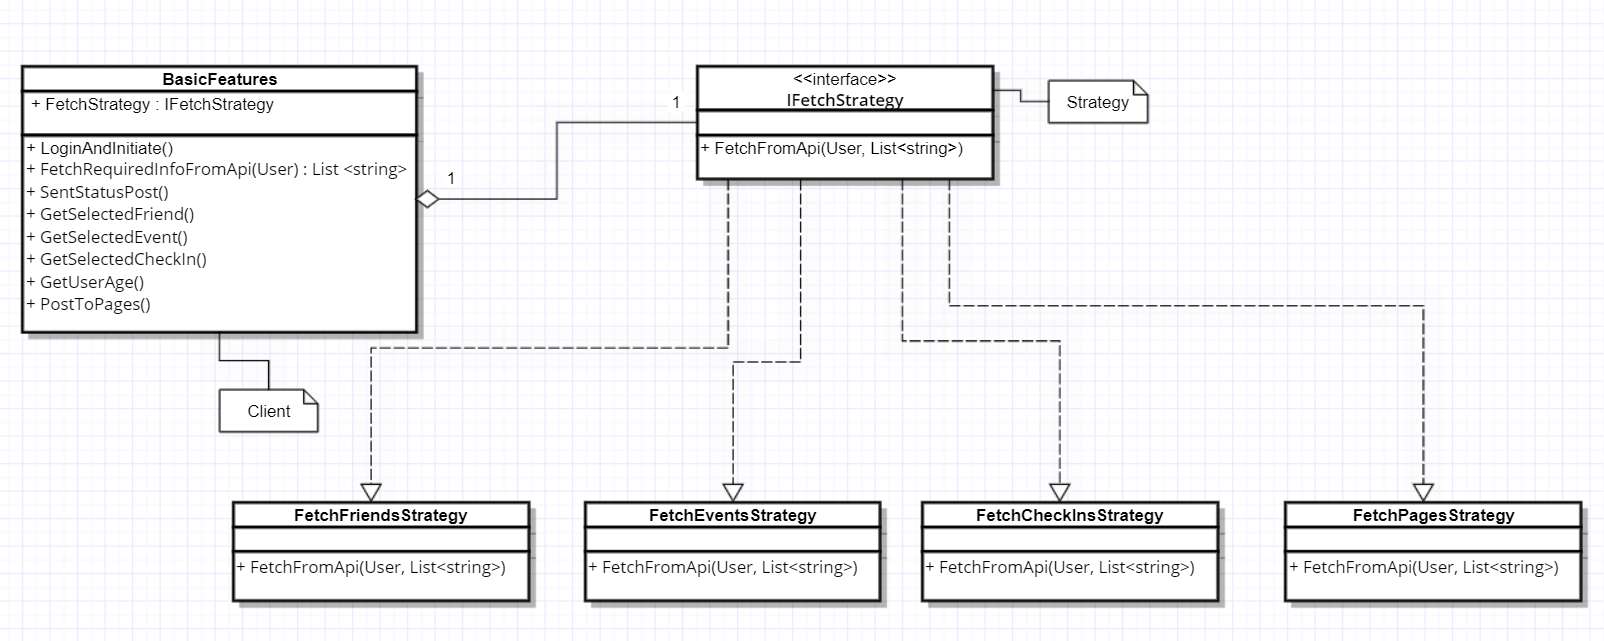 BasicFeatures
+ FetchStrategy : IFetchStrategy
+ LoginAndInitiate()
+ FetchRequiredInfoFromApi(User) : List <string>
+ SentStatusPost()
+ GetSelectedFriend()
+ GetSelectedEvent()
+ GetSelectedCheckIn()
+ GetUserAge()
+ PostToPages()
1
1
<<interface>>
IFetchStrategy
+ FetchFromApi(User, List<string>)
Strategy
Client
FetchFriendsStrategy
+ FetchFromApi(User, List<string>)
FetchEventsStrategy
+ FetchFromApi(User, List<string>)
FetchCheckInsStrategy
+ FetchFromApi(User, List<string>)
FetchPagesStrategy
+ FetchFromApi(User, List<string>)